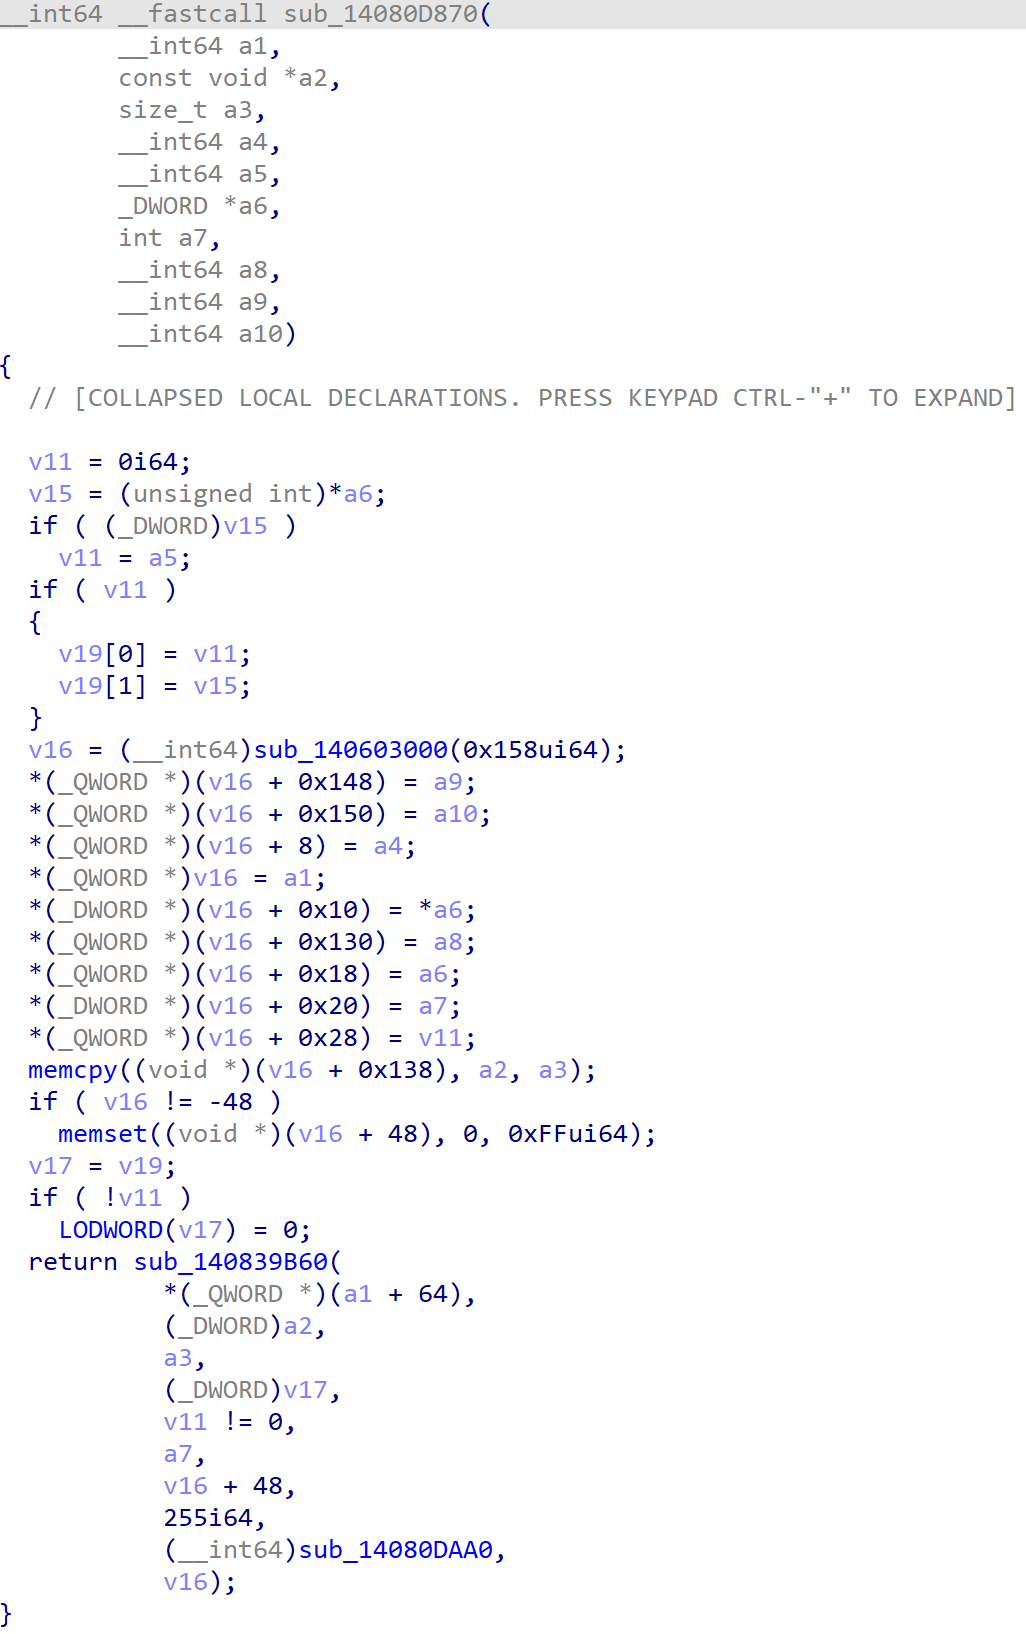 __int64 __fastcall sub_14080D870(
        __int64 a1,
        const void *a2,
        size_t a3,
        __int64 a4,
        __int64 a5,
        _DWORD *a6,
        int a7,
        __int64 a8,
        __int64 a9,
        __int64 a10)
{
  // [COLLAPSED LOCAL DECLARATIONS. PRESS KEYPAD CTRL-"+" TO EXPAND]

  v11 = 0i64;
  v15 = (unsigned int)*a6;
  if ( (_DWORD)v15 )
    v11 = a5;
  if ( v11 )
  {
    v19[0] = v11;
    v19[1] = v15;
  }
  v16 = (__int64)sub_140603000(0x158ui64);
  *(_QWORD *)(v16 + 0x148) = a9;
  *(_QWORD *)(v16 + 0x150) = a10;
  *(_QWORD *)(v16 + 8) = a4;
  *(_QWORD *)v16 = a1;
  *(_DWORD *)(v16 + 0x10) = *a6;
  *(_QWORD *)(v16 + 0x130) = a8;
  *(_QWORD *)(v16 + 0x18) = a6;
  *(_DWORD *)(v16 + 0x20) = a7;
  *(_QWORD *)(v16 + 0x28) = v11;
  memcpy((void *)(v16 + 0x138), a2, a3);
  if ( v16 != -48 )
    memset((void *)(v16 + 48), 0, 0xFFui64);
  v17 = v19;
  if ( !v11 )
    LODWORD(v17) = 0;
  return sub_140839B60(
           *(_QWORD *)(a1 + 64),
           (_DWORD)a2,
           a3,
           (_DWORD)v17,
           v11 != 0,
           a7,
           v16 + 48,
           255i64,
           (__int64)sub_14080DAA0,
           v16);
}